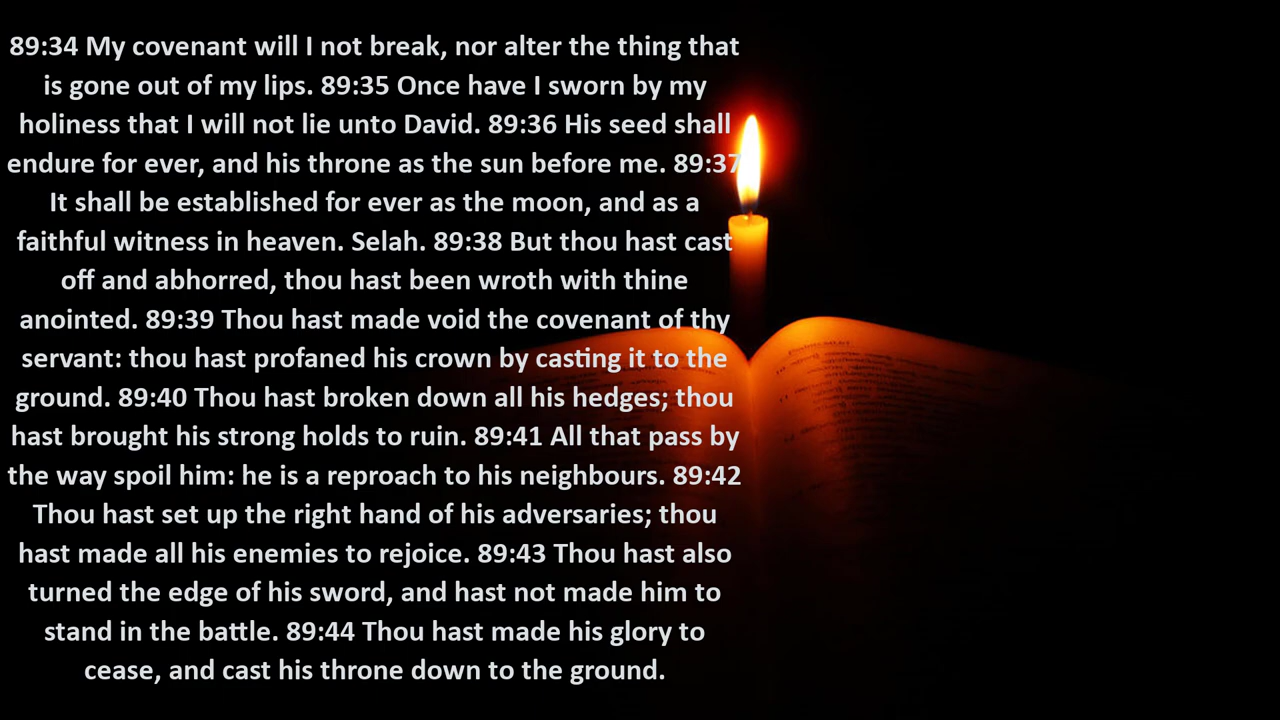 89:34 My covenant will I not break, nor alter the thing that
is gone out of my lips. 89:35 Once have I sworn by my
holiness that I will not lie unto David. 89:36 His seed shall
endure for ever, and his throne as the sun before me. 89:37
It shall be established for ever as the moon, and as a
faithful witness in heaven. Selah. 89:38 But thou hast cast
off and abhorred, thou hast been wroth with thine
anointed. 89:39 Thou hast made void the covenant of thy
servant: thou hast profaned his crown by casting it to the
ground. 89:40 Thou hast broken down all his hedges; thou
hast brought his strong holds to ruin. 89:41 All that pass by
the way spoil him: he is a reproach to his neighbours. 89:42
Thou hast set up the right hand of his adversaries; thou
hast made all his enemies to rejoice. 89:43 Thou hast also
turned the edge of his sword, and hast not made him to
stand in the battle. 89:44 Thou hast made his glory to
cease, and cast his throne down to the ground.